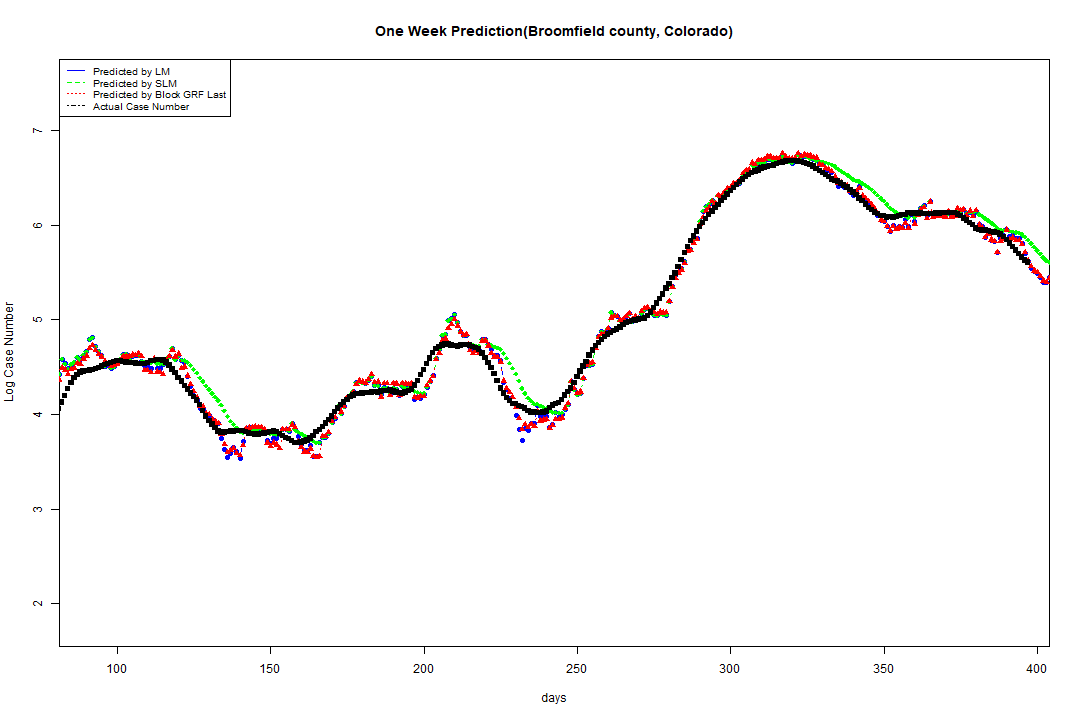 One Week Prediction(Broomfield county, Colorado)
Predicted by LM
Predicted by SLM
Predicted by Block GRF Last
Actual Case Number
7
6
5
4
3
2
Log Case Number
100 150 200 250 300 350 400
days